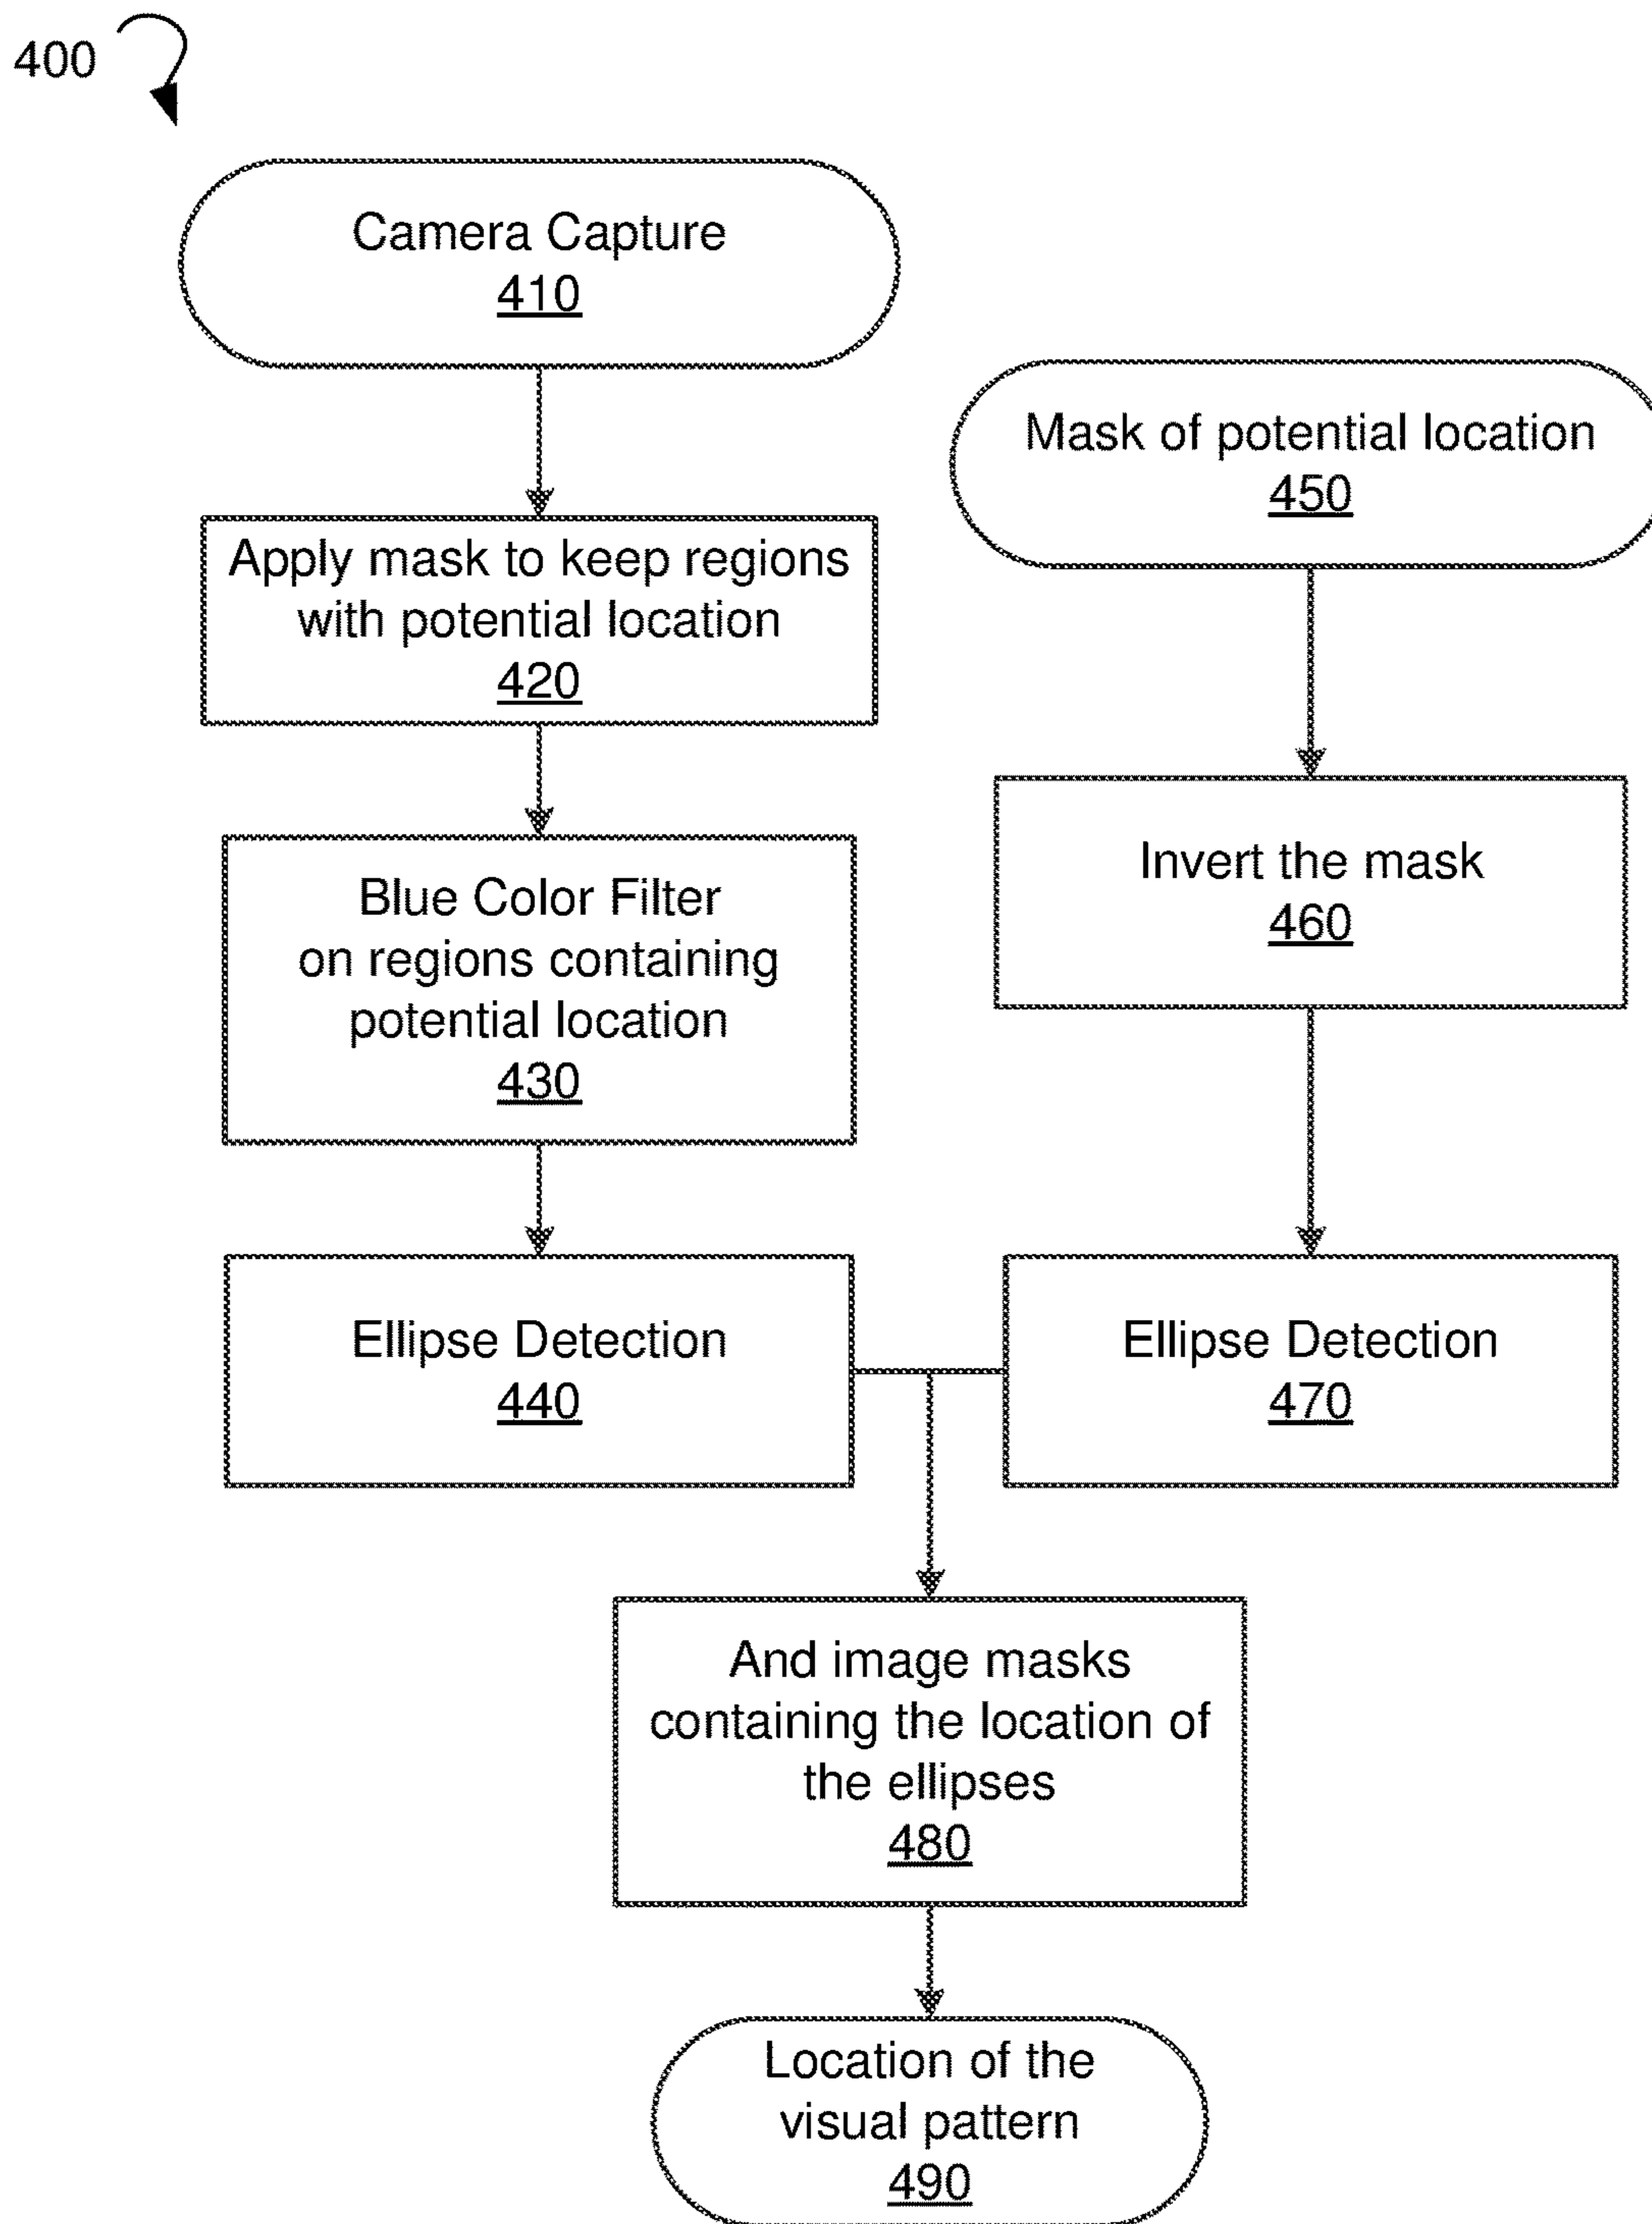 400
Camera Capture
410
Mask of potential location
450
Apply mask to keep regions
with potential location
420
Blue Color Filter
on regions containing
potential location
430
Invert the mask
460
Ellipse Detection
440
Ellipse Detection
470
And image masks
containing the location of
the ellipses
480
Location of the
visual pattern
490